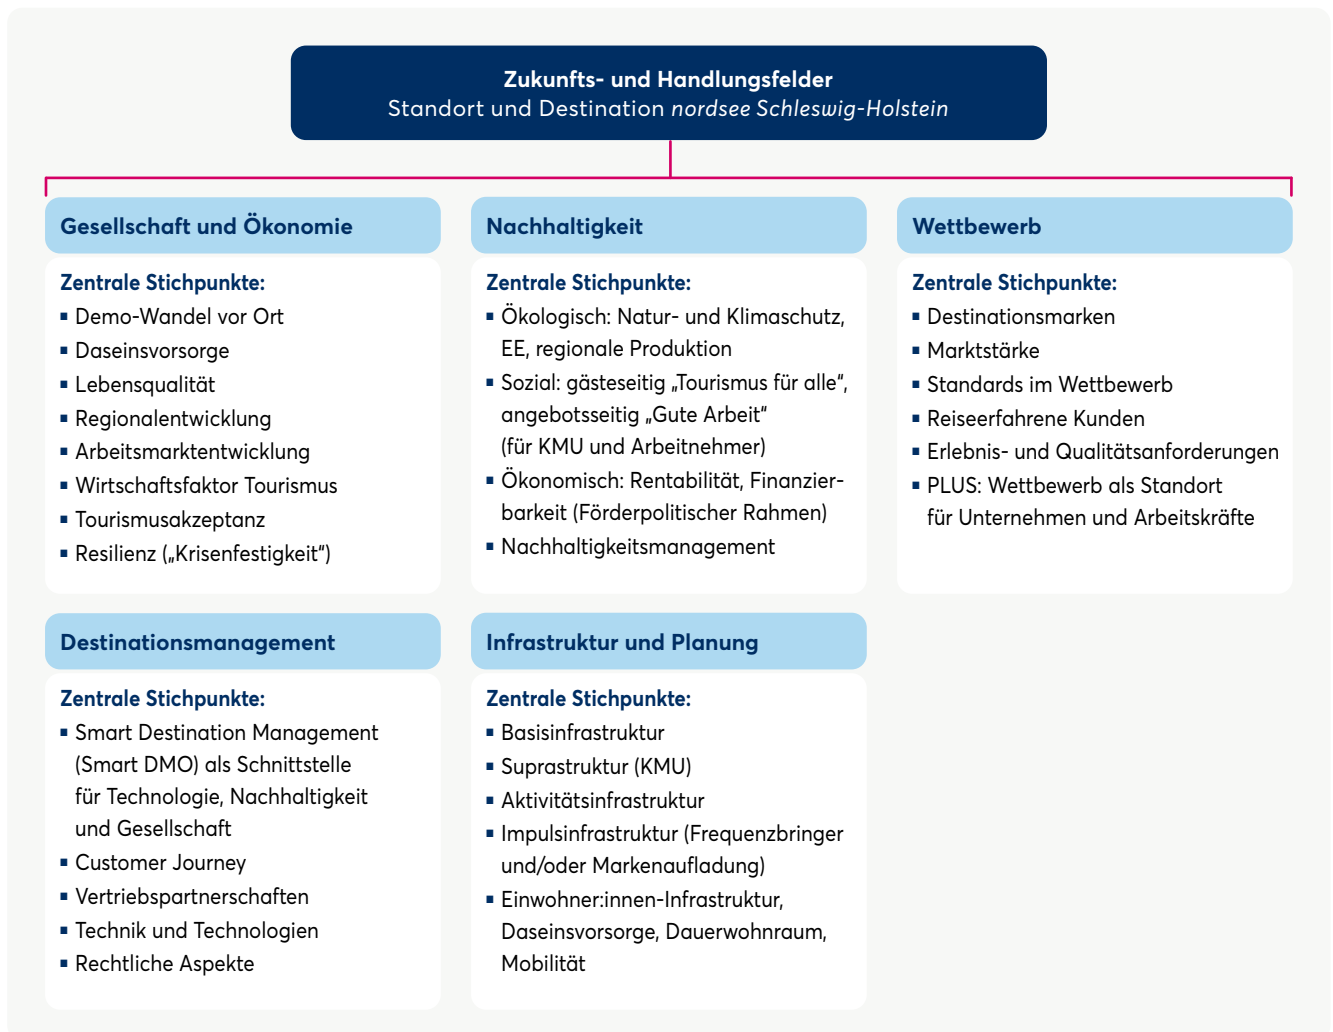 Zukunfts- und Handlungsfelder
Standort und Destination nordsee Schleswig-Holstein
Gesellschaft und Ökonomie
Zentrale Stichpunkte:
▪ Demo-Wandel vor Ort
▪ Daseinsvorsorge
▪ Lebensqualität
▪ Regionalentwicklung
▪ Arbeitsmarktentwicklung
▪ Wirtschaftsfaktor Tourismus
▪ Tourismusakzeptanz
▪ Resilienz („Krisenfestigkeit“)
Nachhaltigkeit
Zentrale Stichpunkte:
▪ Ökologisch: Natur- und Klimaschutz,
EE, regionale Produktion
▪ Sozial: gästeseitig „Tourismus für alle“,
angebotsseitig „Gute Arbeit“
(für KMU und Arbeitnehmer)
▪ Ökonomisch: Rentabilität, Finanzier-
barkeit (Förderpolitischer Rahmen)
▪ Nachhaltigkeitsmanagement
Wettbewerb
Zentrale Stichpunkte:
▪ Destinationsmarken
▪ Marktstärke
▪ Standards im Wettbewerb
▪ Reiseerfahrene Kunden
▪ Erlebnis- und Qualitätsanforderungen
▪ PLUS: Wettbewerb als Standort
für Unternehmen und Arbeitskräfte
Destinationsmanagement
Zentrale Stichpunkte:
▪ Smart Destination Management
(Smart DMO) als Schnittstelle
für Technologie, Nachhaltigkeit
und Gesellschaft
▪ Customer Journey
▪ Vertriebspartnerschaften
▪ Technik und Technologien
▪ Rechtliche Aspekte
Infrastruktur und Planung
Zentrale Stichpunkte:
▪ Basisinfrastruktur
▪ Suprastruktur (KMU)
▪ Aktivitätsinfrastruktur
▪ Impulsinfrastruktur (Frequenzbringer
und/oder Markenaufladung)
▪ Einwohner:innen-Infrastruktur,
Daseinsvorsorge, Dauerwohnraum,
Mobilität